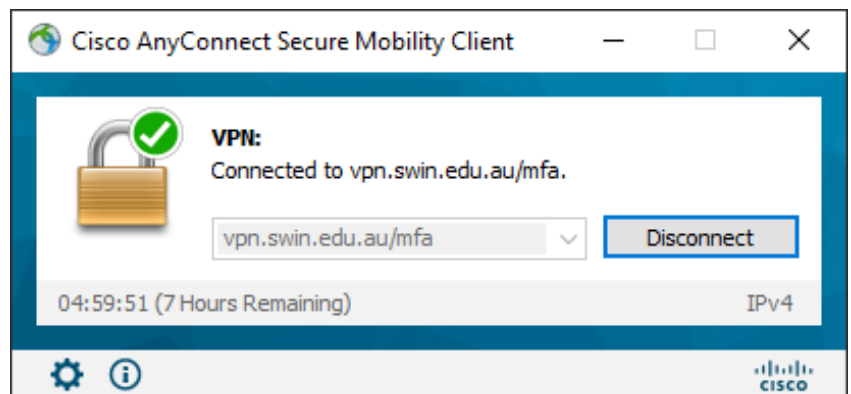 Cisco AnyConnect Secure Mobility Client
VPN:
Connected to vpn.swin.edu.au/mfa.
vpn.swin.edu.au/mfa
Disconnect
04:59:51 (7 Hours Remaining)
IPv4
cisco